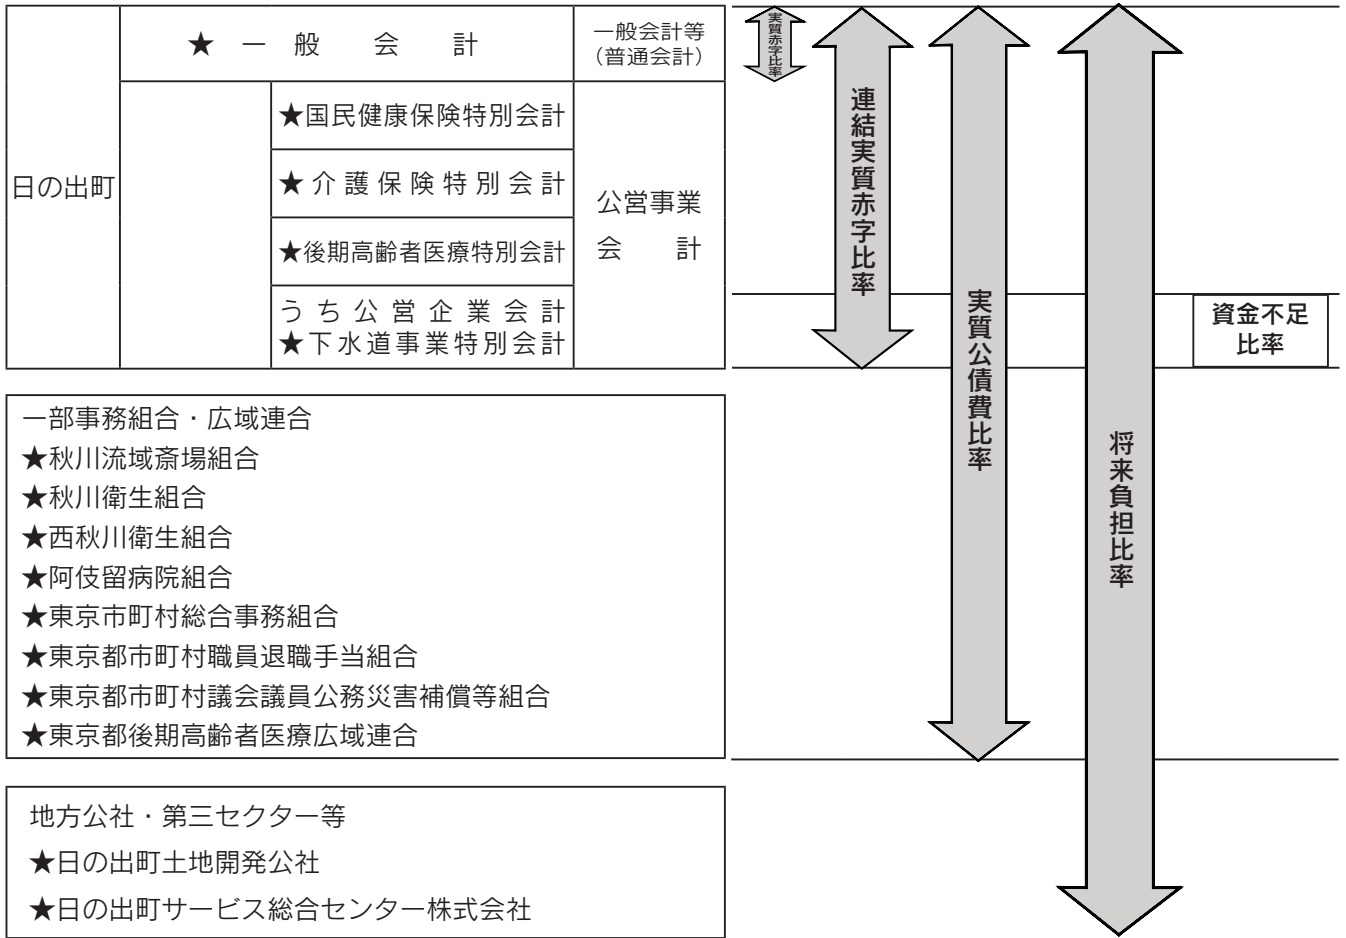 日の出町
★ 一 般 会 計
一般会計等
（普通会計）
★国民健康保険特別会計
★介護保険特別会計
★後期高齢者医療特別会計
うち公営企業会計
★下水道事業特別会計
公営事業
会 計
実質赤字比率
連結実質赤字比率
実質公債費比率
将来負担比率
資金不足
比率
一部事務組合・広域連合
★秋川流域斎場組合
★秋川衛生組合
★西秋川衛生組合
★阿伎留病院組合
★東京市町村総合事務組合
★東京都市町村職員退職手当組合
★東京都市町村議会議員公務災害補償等組合
★東京都後期高齢者医療広域連合
地方公社・第三セクター等
★日の出町土地開発公社
★日の出町サービス総合センター株式会社